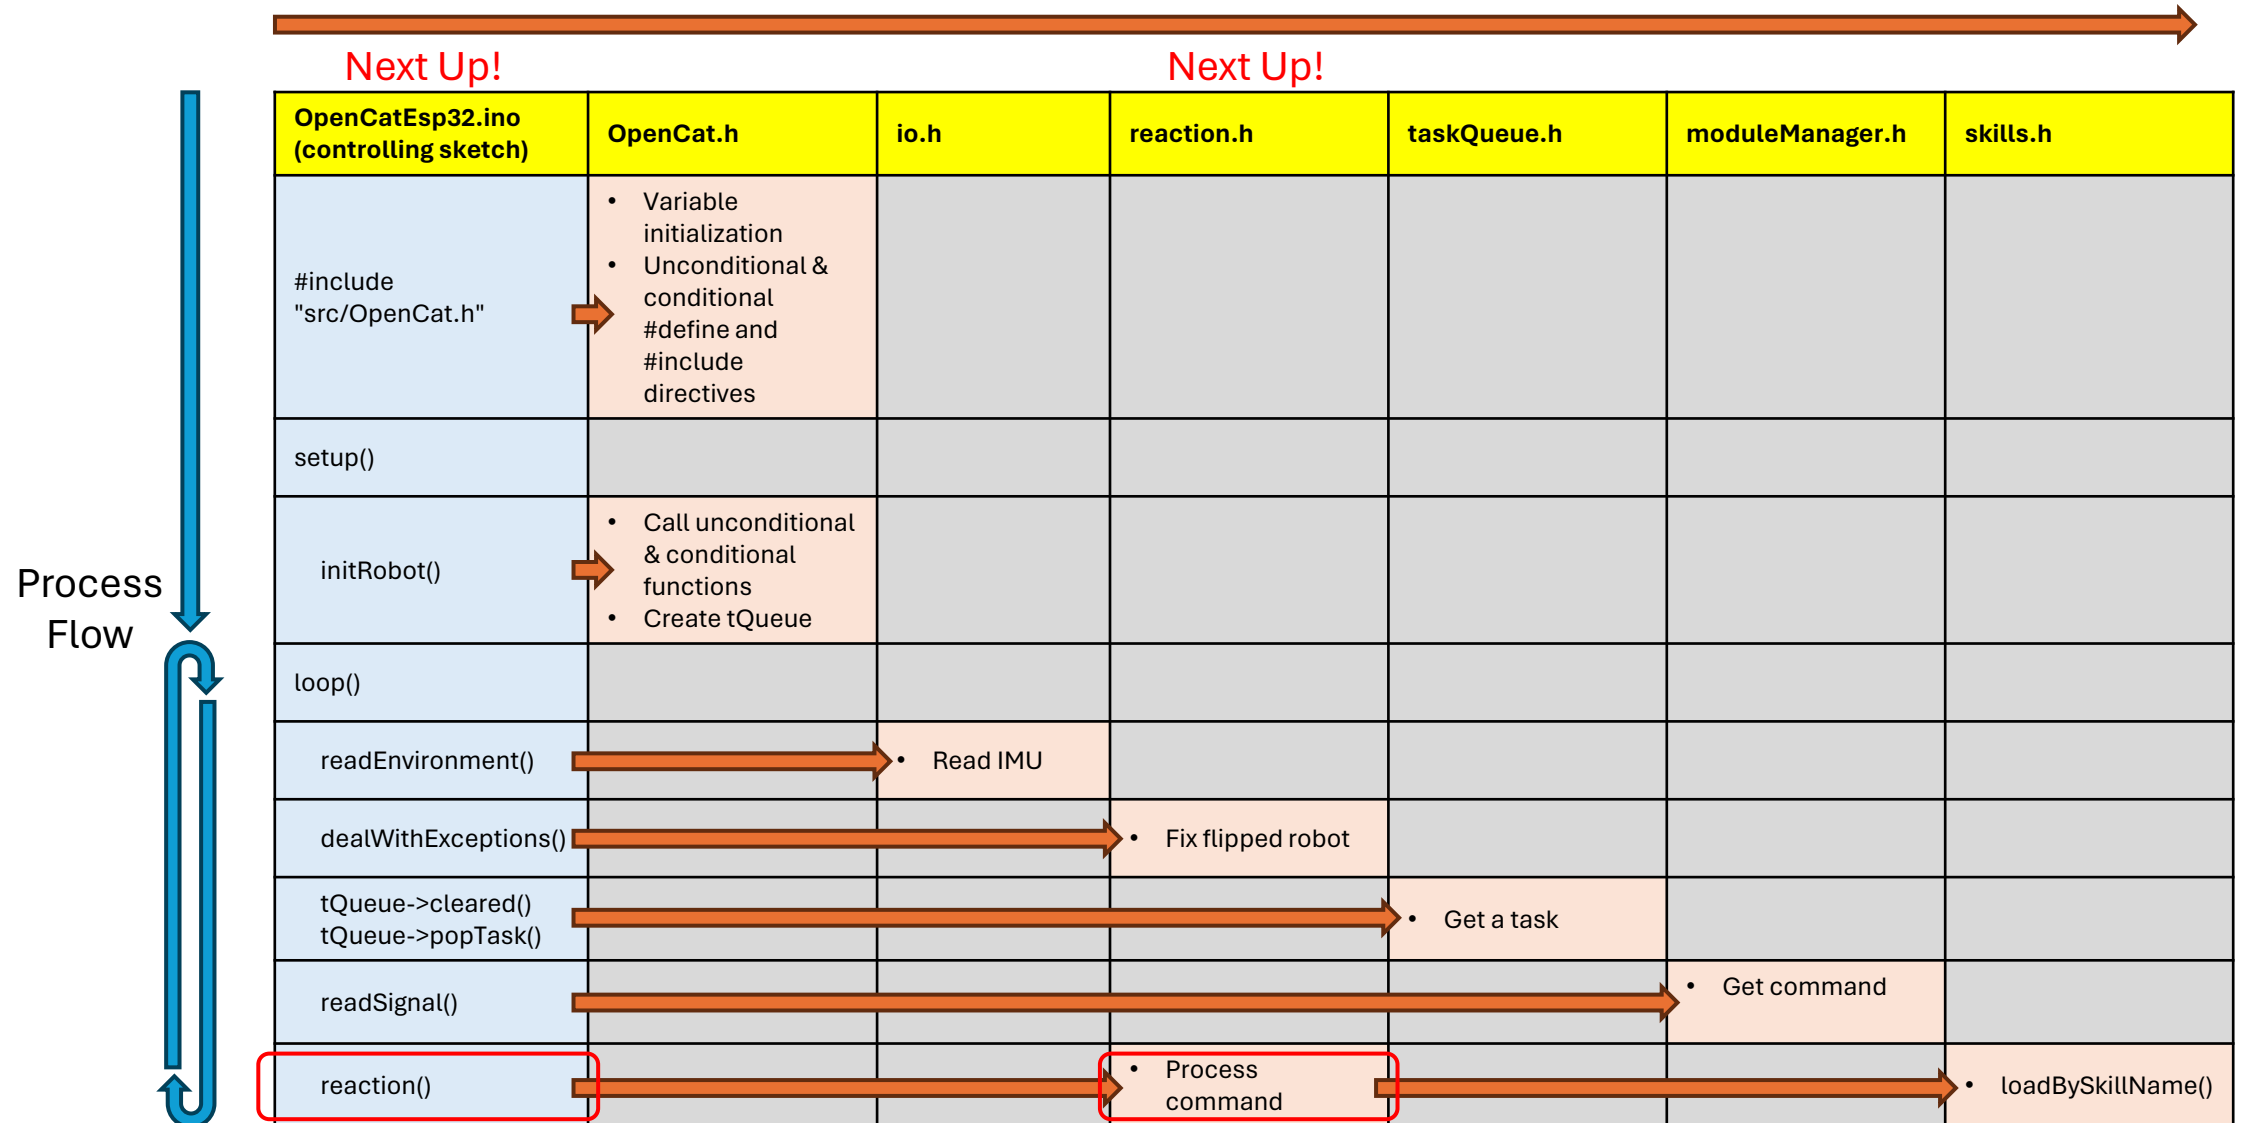 Next Up!
Next Up!
OpenCatEsp32.ino
(controlling sketch)
OpenCat.h
io.h
reaction.h
taskQueue.h
moduleManager.h
skills.h
#include
"src/OpenCat.h"
• Variable
initialization
• Unconditional &
conditional
#define and
#include
directives
setup()
initRobot()
• Call unconditional
& conditional
functions
• Create tQueue
Process
Flow
loop()
readEnvironment()
• Read IMU
dealWithExceptions()
• Fix flipped robot
tQueue->cleared()
tQueue->popTask()
• Get a task
readSignal()
• Get command
reaction()
• Process
command
• loadBySkillName()